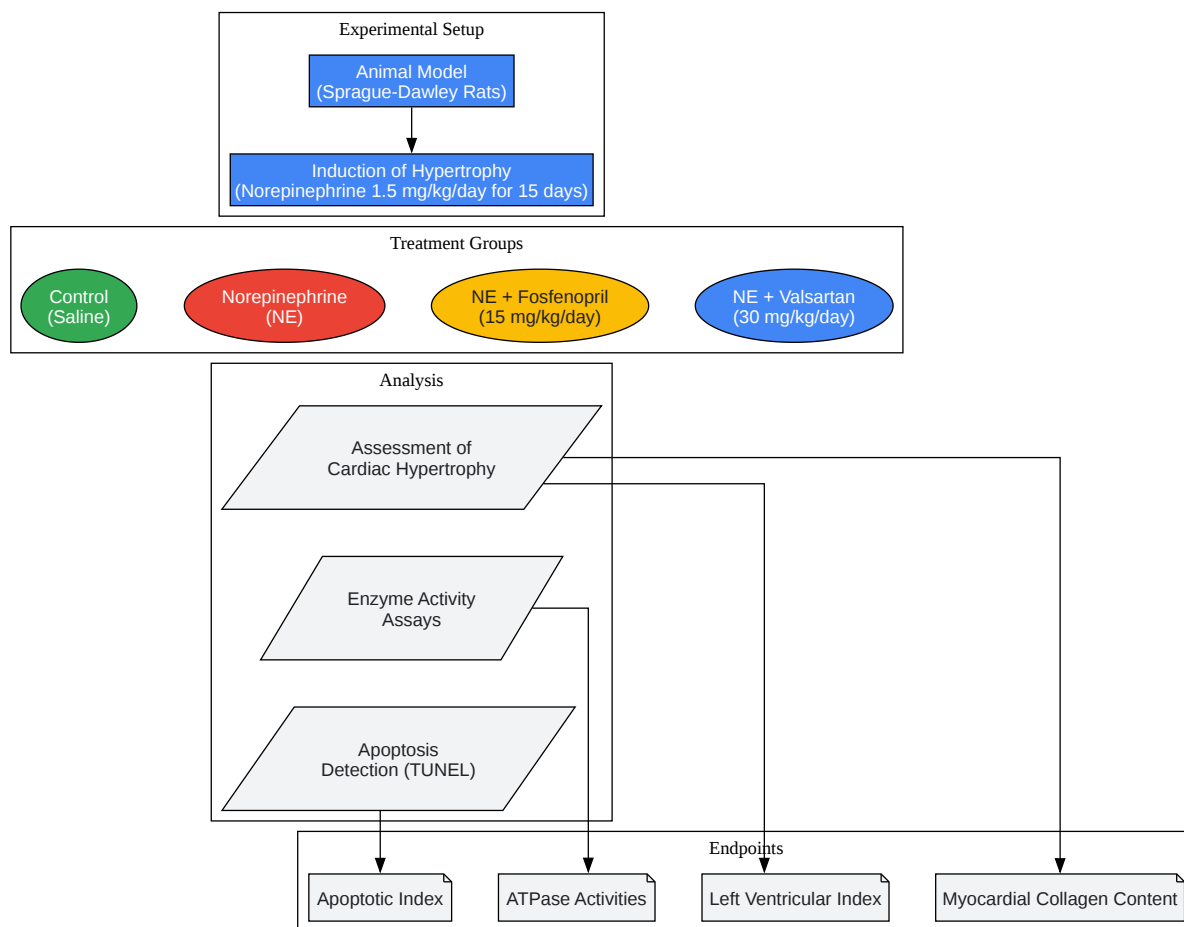 Experimental Setup
Animal Model
(Sprague-Dawley Rats)
Induction of Hypertrophy
(Norepinephrine 1.5 mg/kg/day for 15 days)
Treatment Groups
Control
(Saline)
Norepinephrine
(NE)
NE + Fosfenopril
(15 mg/kg/day)
NE + Valsartan
(30 mg/kg/day)
Analysis
Assessment of
Cardiac Hypertrophy
Enzyme Activity
Assays
Apoptosis
Detection (TUNEL)
Endpoints
Apoptotic Index
ATPase Activities
Left Ventricular Index
Myocardial Collagen Content